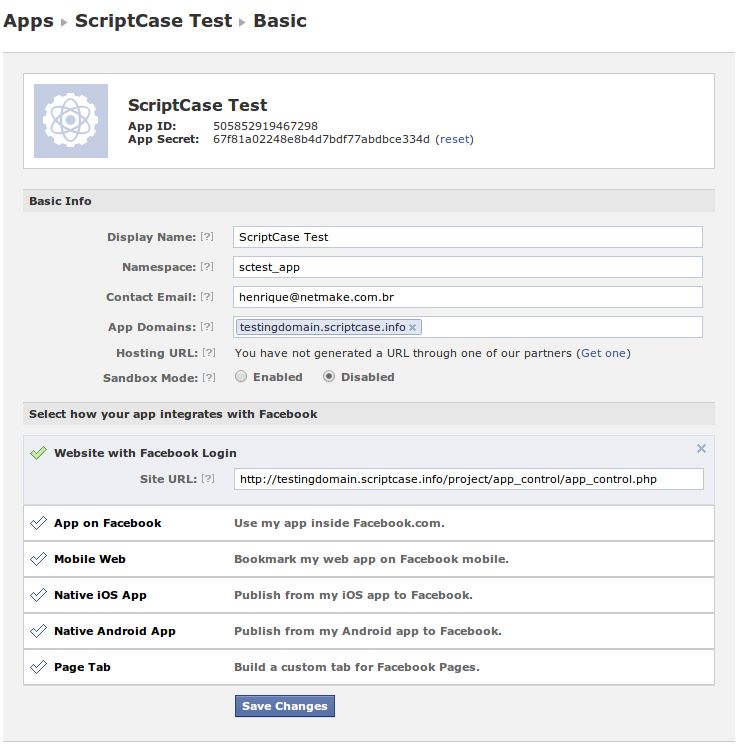 Apps ▸ ScriptCase Test ▸ Basic
ScriptCase Test
App ID: 505852919467298
App Secret: 67f81a02248e8b4d7bdf77abdbce334d (reset)
Basic Info
Display Name: [?] ScriptCase Test
Namespace: [?] sctest_app
Contact Email: [?] henrique@netmake.com.br
App Domains: [?] testingdomain.scriptcase.info ×
Hosting URL: [?] You have not generated a URL through one of our partners (Get one)
Sandbox Mode: [?] Enabled Disabled
Select how your app integrates with Facebook
Website with Facebook Login ×
Site URL: [?] http://testingdomain.scriptcase.info/project/app_control/app_control.php
App on Facebook Use my app inside Facebook.com.
Mobile Web Bookmark my web app on Facebook mobile.
Native iOS App Publish from my iOS app to Facebook.
Native Android App Publish from my Android app to Facebook.
Page Tab Build a custom tab for Facebook Pages.
Save Changes